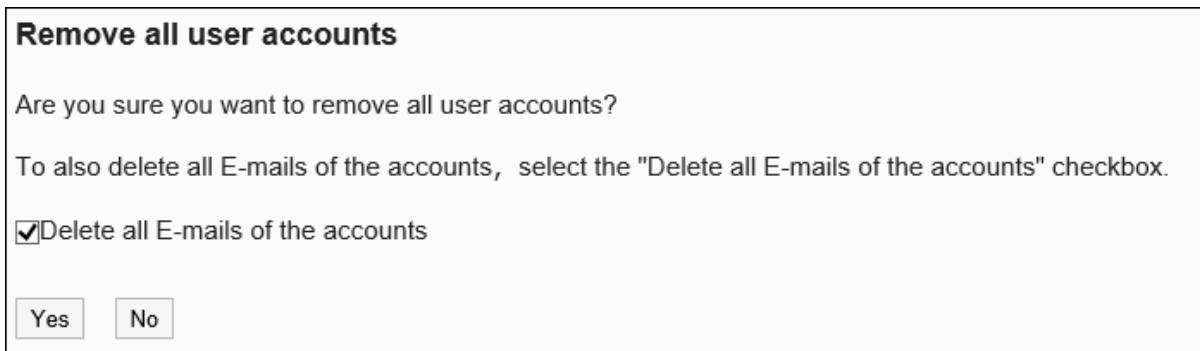 Remove all user accounts
Are you sure you want to remove all user accounts?
To also delete all E-mails of the accounts, select the "Delete all E-mails of the accounts" checkbox.
Delete all E-mails of the accounts
Yes No